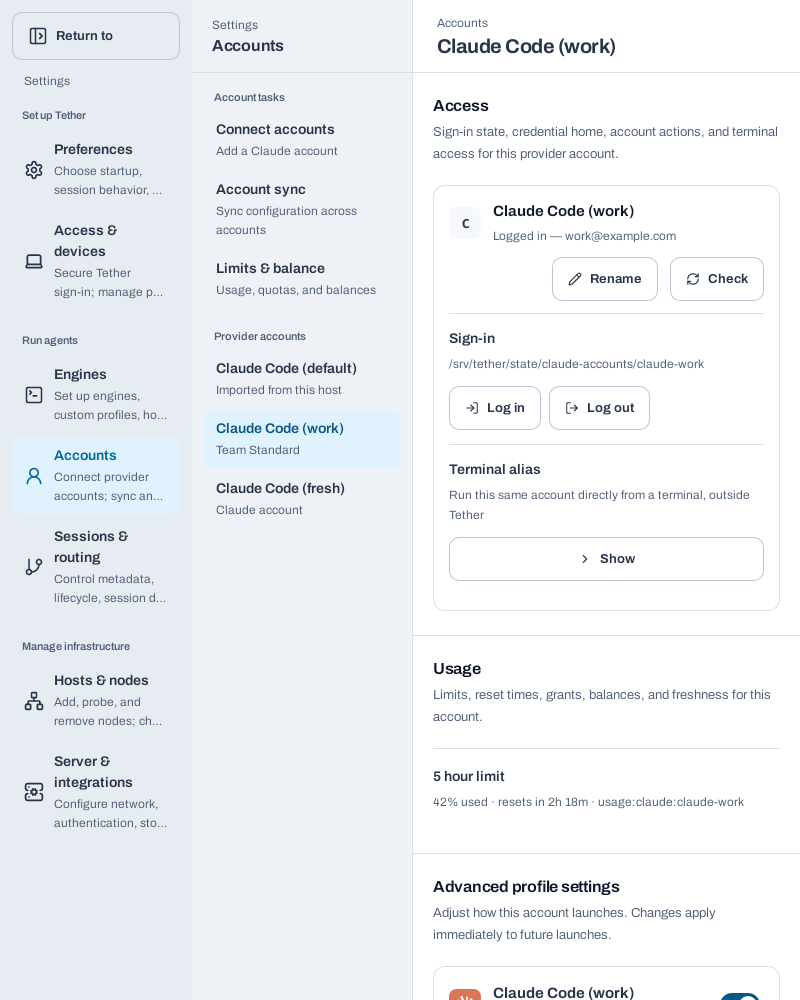 Return to
Settings
Set up Tether
Preferences
Choose startup,
session behavior, ...
Access &
devices
Secure Tether
sign-in; manage p...
Run agents
Engines
Set up engines,
custom profiles, ho...
Accounts
Connect provider
accounts; sync an...
Sessions &
routing
Control metadata,
lifecycle, session d...
Manage infrastructure
Hosts & nodes
Add, probe, and
remove nodes; ch...
Server &
integrations
Configure network,
authentication, sto...
Settings
Accounts
Account tasks
Connect accounts
Add a Claude account
Account sync
Sync configuration across
accounts
Limits & balance
Usage, quotas, and balances
Provider accounts
Claude Code (default)
Imported from this host
Claude Code (work)
Team Standard
Claude Code (fresh)
Claude account
Accounts
Claude Code (work)
Access
Sign-in state, credential home, account actions, and terminal
access for this provider account.
C
Claude Code (work)
Logged in — work@example.com
Rename
Check
Sign-in
/srv/tether/state/claude-accounts/claude-work
Log in
Log out
Terminal alias
Run this same account directly from a terminal, outside
Tether
Show
Usage
Limits, reset times, grants, balances, and freshness for this
account.
5 hour limit
42% used · resets in 2h 18m · usage:claude:claude-work
Advanced profile settings
Adjust how this account launches. Changes apply
immediately to future launches.
Claude Code (work)